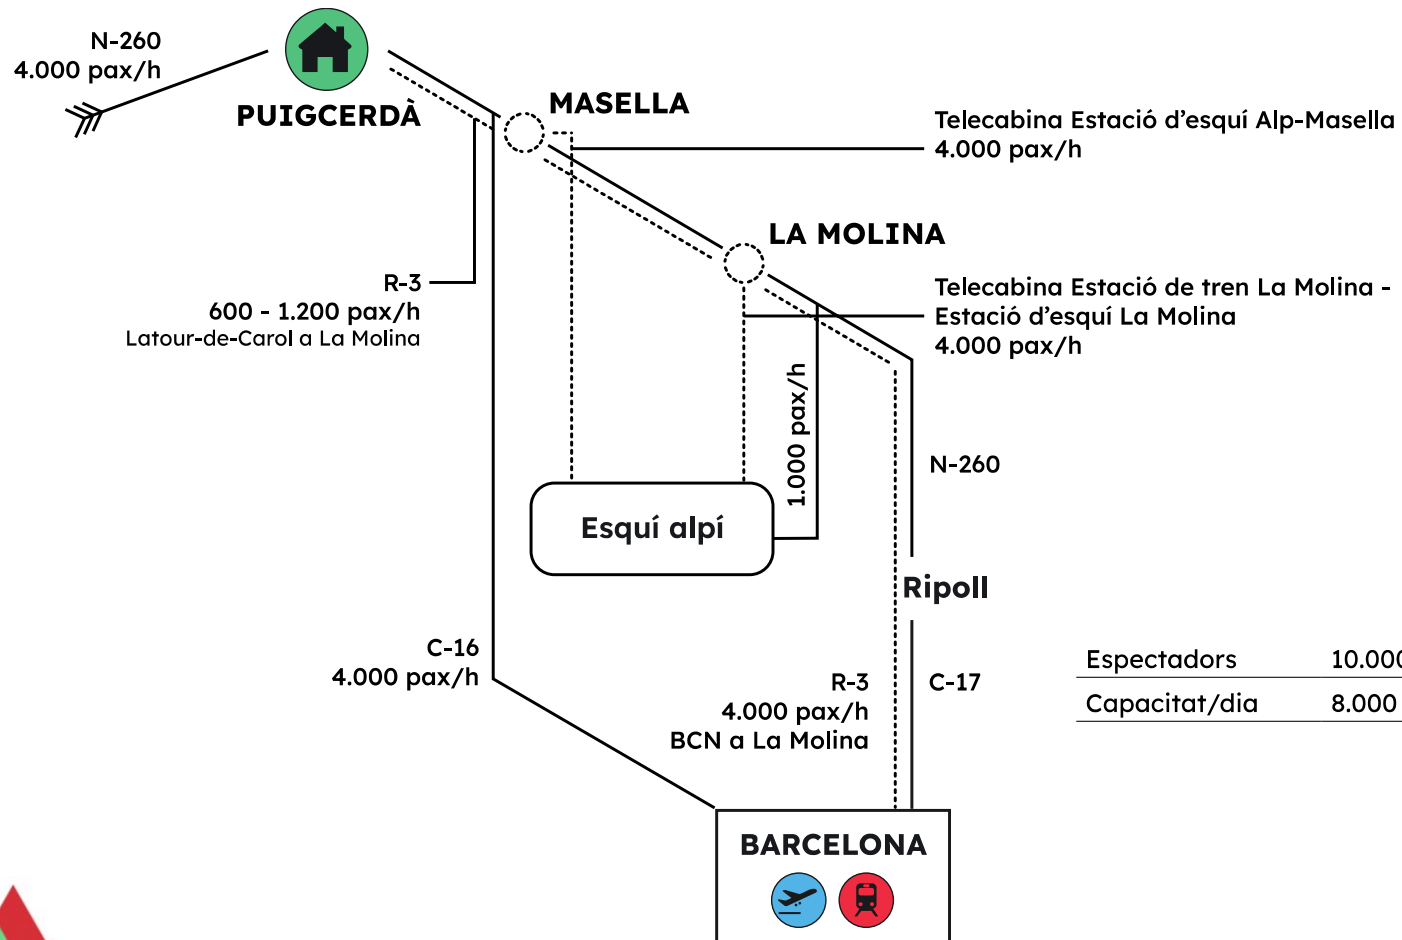 N-260
4.000 pax/h
PUIGCERDÀ
MASELLA
Telecabina Estació d'esquí Alp-Masella
4.000 pax/h
LA MOLINA
R-3
600 - 1.200 pax/h
Latour-de-Carol a La Molina
Telecabina Estació de tren La Molina -
Estació d'esquí La Molina
4.000 pax/h
1.000 pax/h
N-260
Esquí alpí
Ripoll
C-16
4.000 pax/h
R-3
4.000 pax/h
BCN a La Molina
C-17
Espectadors 10.000
Capacitat/dia 8.000
BARCELONA